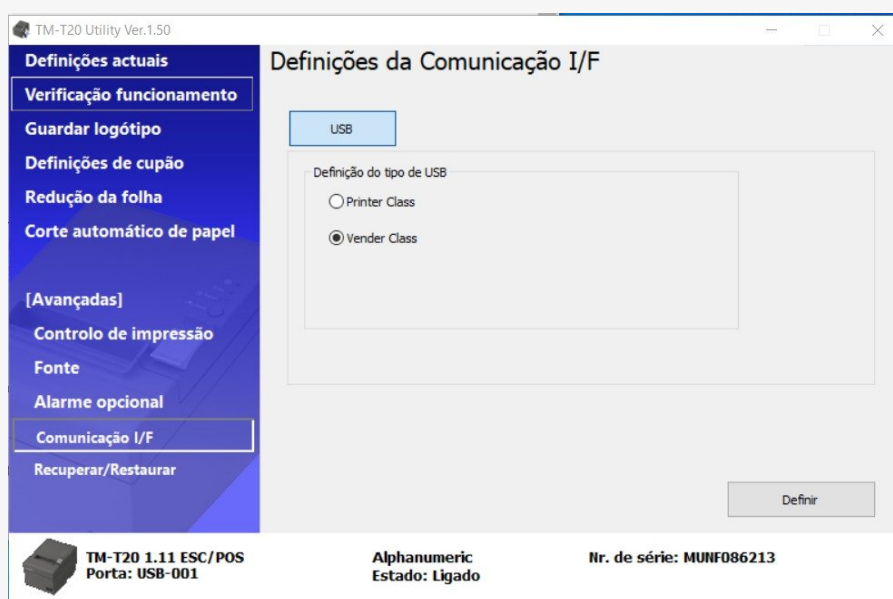 TM-T20 Utility Ver.1.50
Definições actuais
Verificação funcionamento
Guardar logótipo
Definições de cupão
Redução da folha
Corte automático de papel
[Avançadas]
Controlo de impressão
Fonte
Alarme opcional
Comunicação I/F
Recuperar/Restaurar
Definições da Comunicação I/F
USB
Definição do tipo de USB
Printer Class
Vender Class
Definir
TM-T20 1.11 ESC/POS
Porta: USB-001
Alphanumeric
Estado: Ligado
Nr. de série: MUNF086213